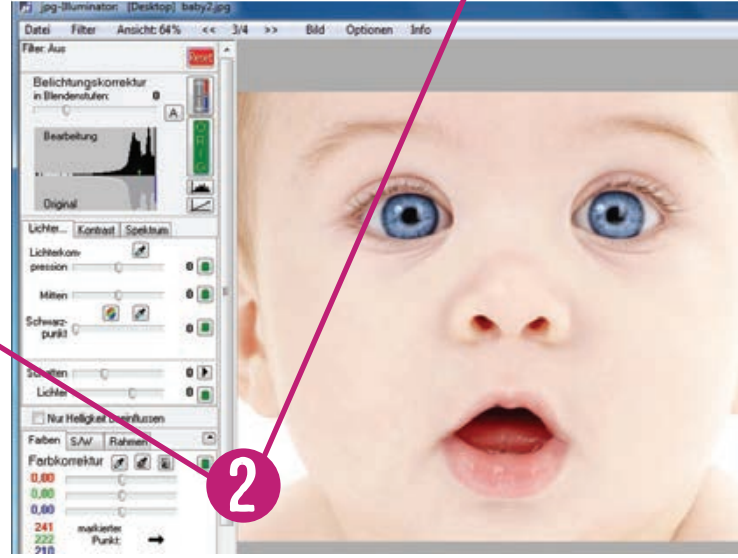 jpg-Illuminator: [Desktop] baby2.jpg
Datei Filter Ansicht: 64% << 3/4 >> Bild Optionen Info
Filter: Aus
Reset
Belichtungskorrektur
in Blendenstufen: 0
A
ORIG
Bearbeitung
Original
Lichter... Kontrast Spektrum
Lichterkom-
pression 0
Mitten 0
Schwarz-
punkt 0
Schatten 0
Lichter 0
Nur Helligkeit beeinflussen
Farben S/W Rahmen
Farbkorrektur
0,00
0,00
0,00
241 markierter
222 Punkt:
210
2